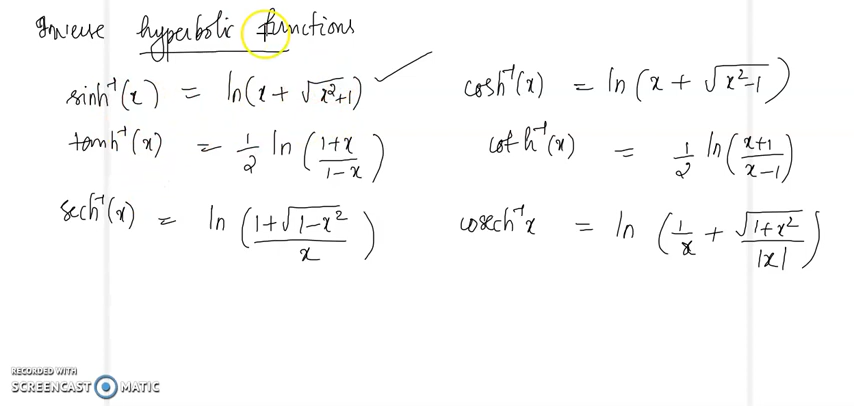 Inverse hyperbolic functions
sinh⁻¹(x) = ln(x + √(x²+1)) ✓
cosh⁻¹(x) = ln(x + √(x²-1))
tanh⁻¹(x) = 1/2 ln((1+x)/(1-x))
coth⁻¹(x) = 1/2 ln((x+1)/(x-1))
sech⁻¹(x) = ln((1+√(1-x²))/x)
cosech⁻¹x = ln(1/x + √(1+x²)/|x|)
RECORDED WITH
SCREENCAST MATIC